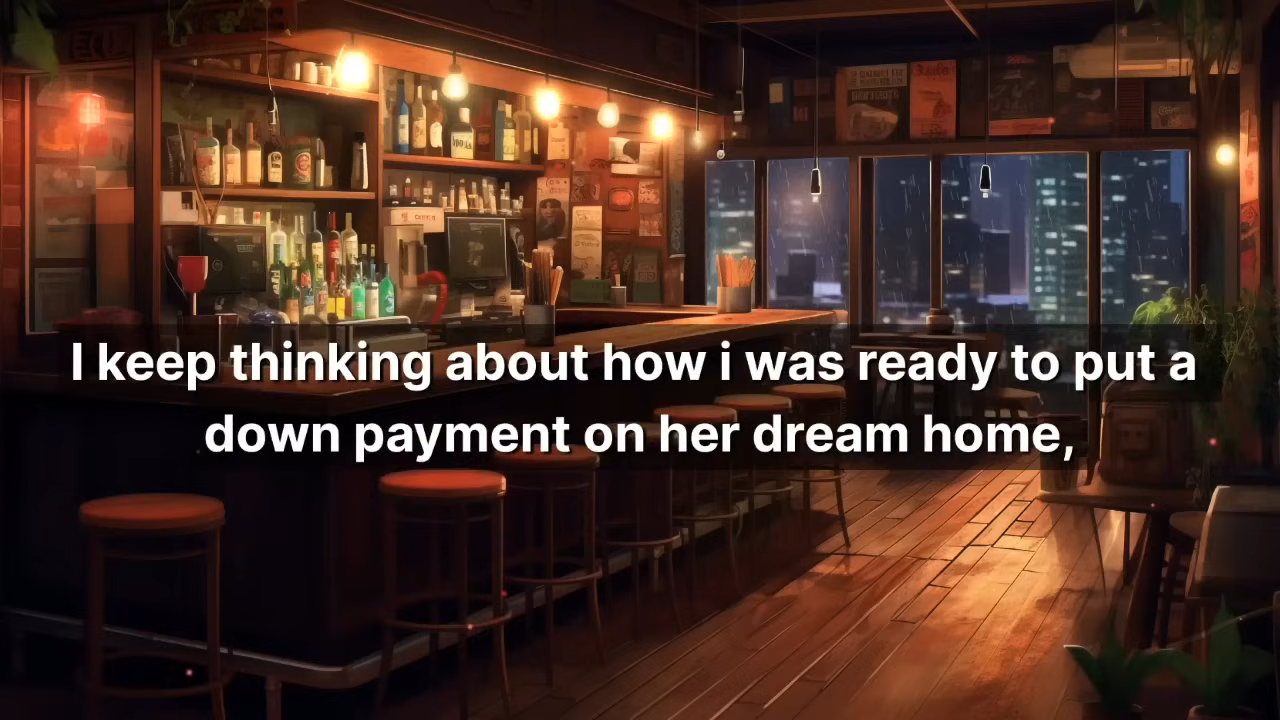 I keep thinking about how i was ready to put a
down payment on her dream home,